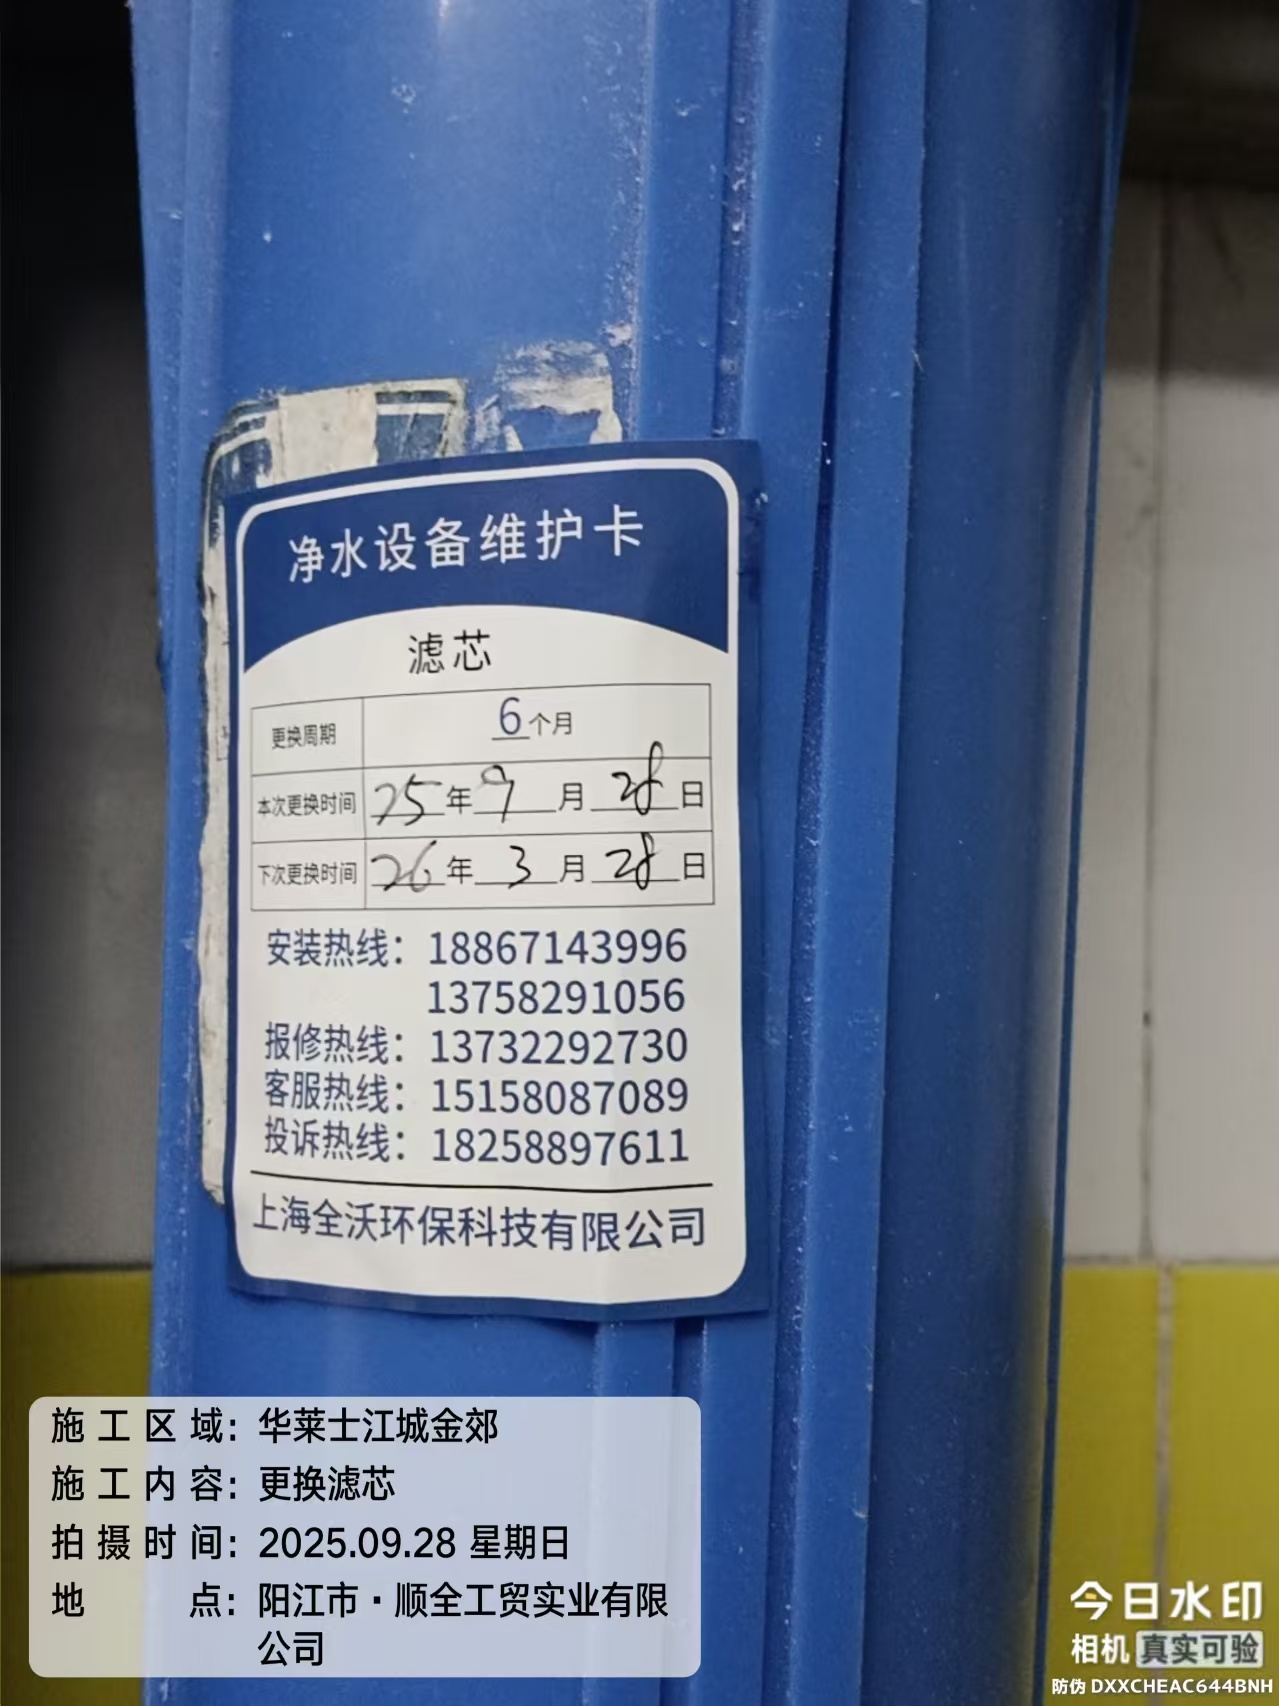 净水设备维护卡
滤芯
更换周期 6个月
本次更换时间 25年9月28日
下次更换时间 26年3月28日
安装热线：18867143996
13758291056
报修热线：13732292730
客服热线：15158087089
投诉热线：18258897611
上海全沃环保科技有限公司
施工区域：华莱士江城金郊
施工内容：更换滤芯
拍摄时间：2025.09.28 星期日
地点：阳江市·顺全工贸实业有限
公司
今日水印
相机 真实可验
防伪 DXXCHEAC644BNH